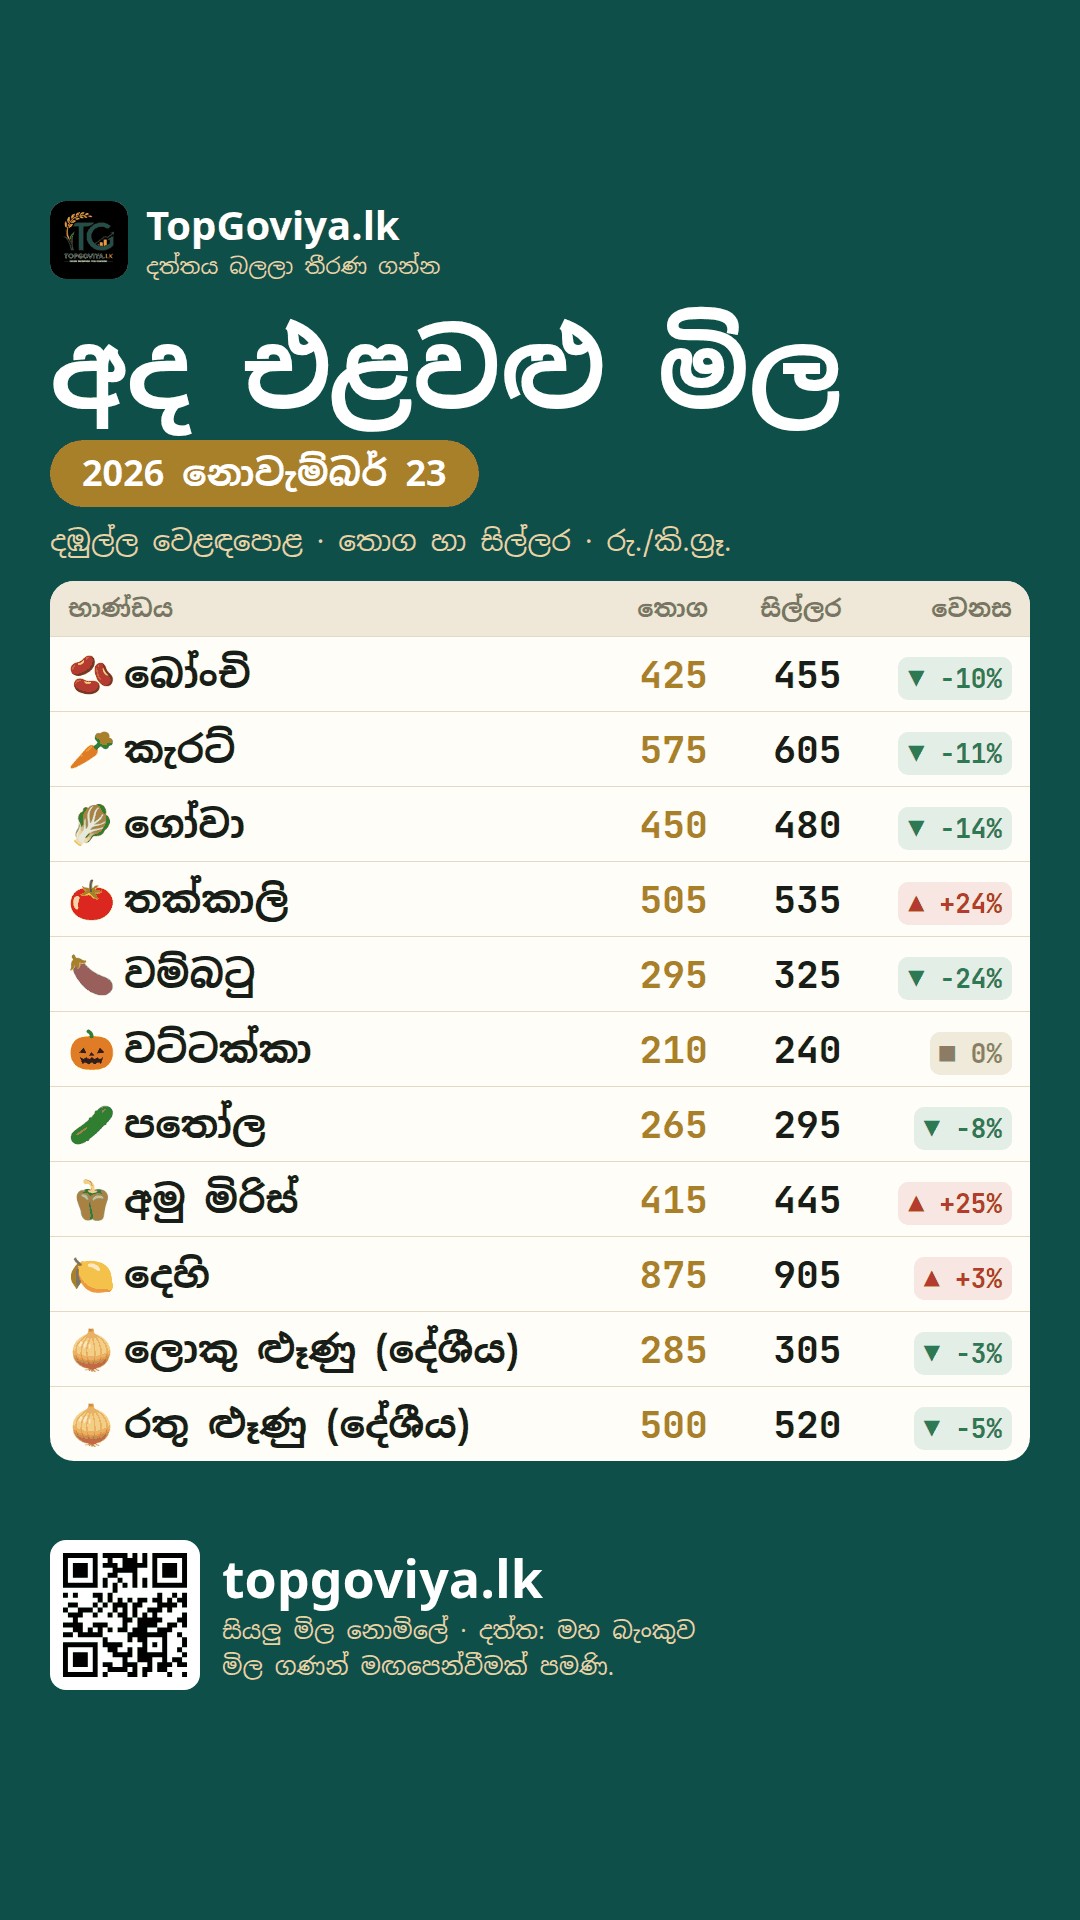 TopGoviya.lk
දත්තය බලලා තීරණ ගන්න
අද එළවළු මිල
2026 නොවැම්බර් 23
දඹුල්ල වෙළඳපොළ · තොග හා සිල්ලර · රු./කි.ග්‍රෑ.
භාණ්ඩය තොග සිල්ලර වෙනස
බෝංචි 425 455 ▼ -10%
කැරට් 575 605 ▼ -11%
ගෝවා 450 480 ▼ -14%
තක්කාලි 505 535 ▲ +24%
වම්බටු 295 325 ▼ -24%
වට්ටක්කා 210 240 ■ 0%
පතෝල 265 295 ▼ -8%
අමු මිරිස් 415 445 ▲ +25%
දෙහි 875 905 ▲ +3%
ලොකු ළූණු (දේශීය) 285 305 ▼ -3%
රතු ළූණු (දේශීය) 500 520 ▼ -5%
topgoviya.lk
සියලු මිල නොමිලේ · දත්ත: මහ බැංකුව
මිල ගණන් මඟපෙන්වීමක් පමණි.